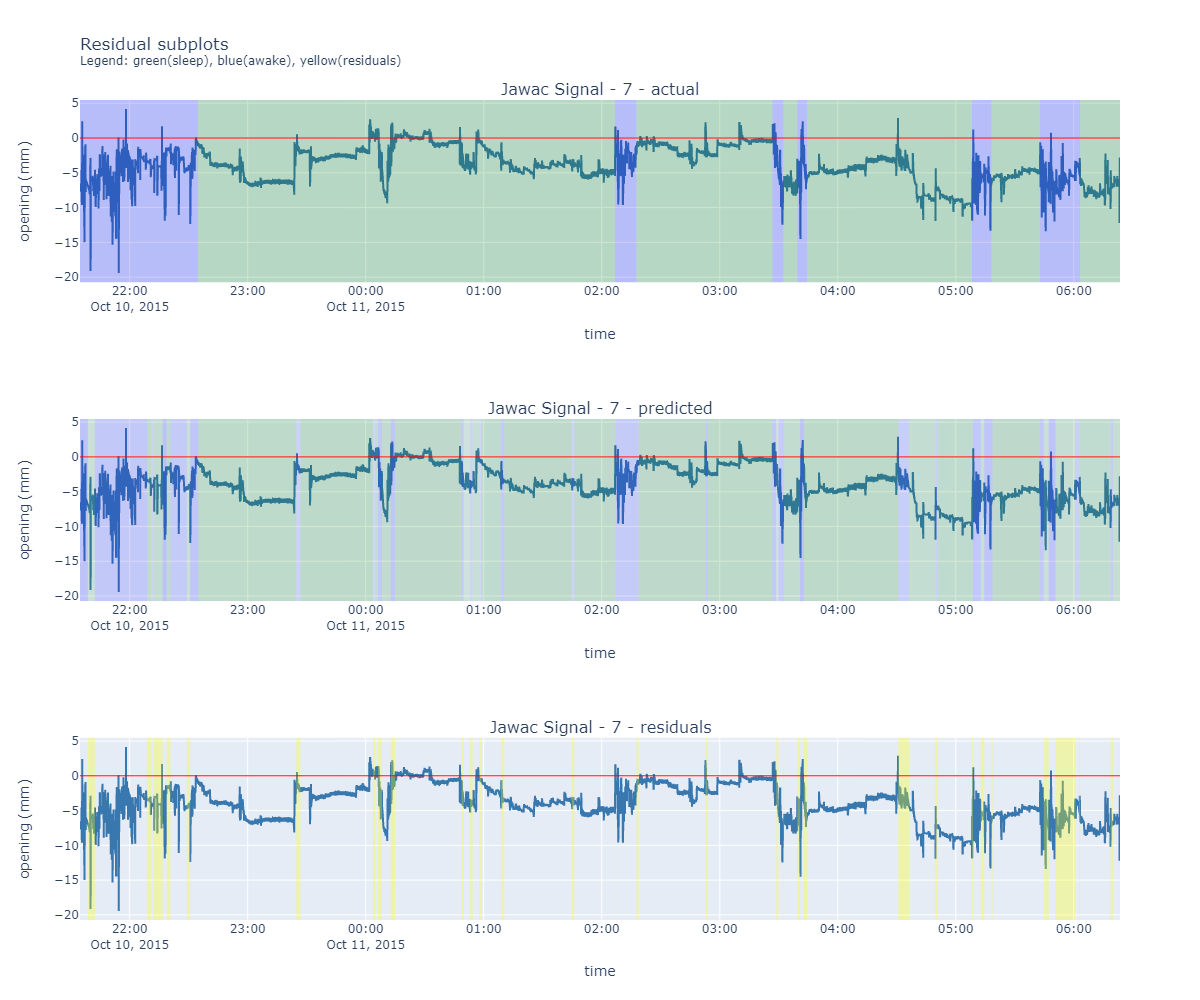 Residual subplots
Legend: green(sleep), blue(awake), yellow(residuals)
Jawac Signal - 7 - actual
opening (mm)
5
0
−5
−10
−15
−20
22:00 23:00 00:00 01:00 02:00 03:00 04:00 05:00 06:00
Oct 10, 2015 Oct 11, 2015
time
Jawac Signal - 7 - predicted
opening (mm)
5
0
−5
−10
−15
−20
22:00 23:00 00:00 01:00 02:00 03:00 04:00 05:00 06:00
Oct 10, 2015 Oct 11, 2015
time
Jawac Signal - 7 - residuals
opening (mm)
5
0
−5
−10
−15
−20
22:00 23:00 00:00 01:00 02:00 03:00 04:00 05:00 06:00
Oct 10, 2015 Oct 11, 2015
time